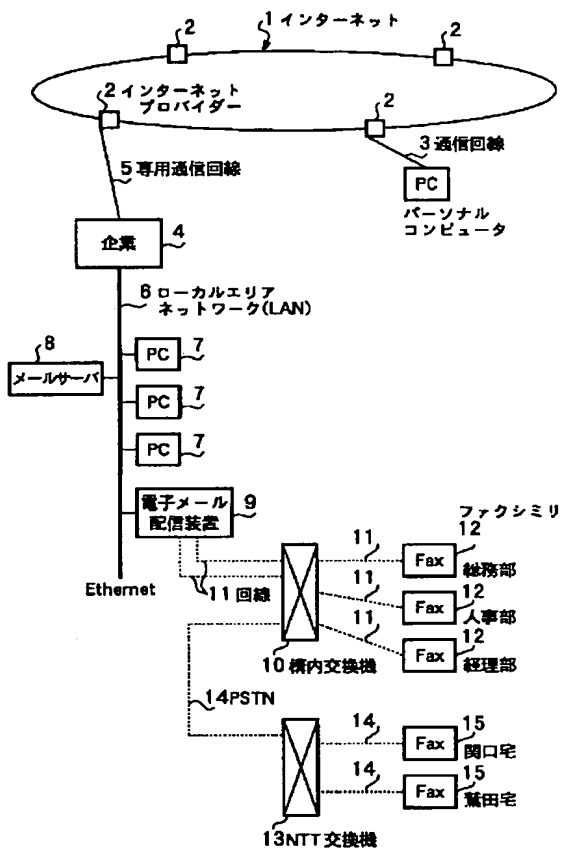 1 インターネット
2
2
2 インターネット
プロバイダー
2
3 通信回線
PC
パーソナル
コンピュータ
5 専用通信回線
企業
4
6 ローカルエリア
ネットワーク(LAN)
8
メールサーバ
PC
7
PC
7
PC
7
電子メール
配信装置
9
Ethernet
11 回線
ファクシミリ
11
Fax
12
総務部
11
Fax
12
人事部
11
Fax
12
経理部
10 構内交換機
14PSTN
14
Fax
15
関口宅
14
Fax
15
鷲田宅
13NTT 交換機